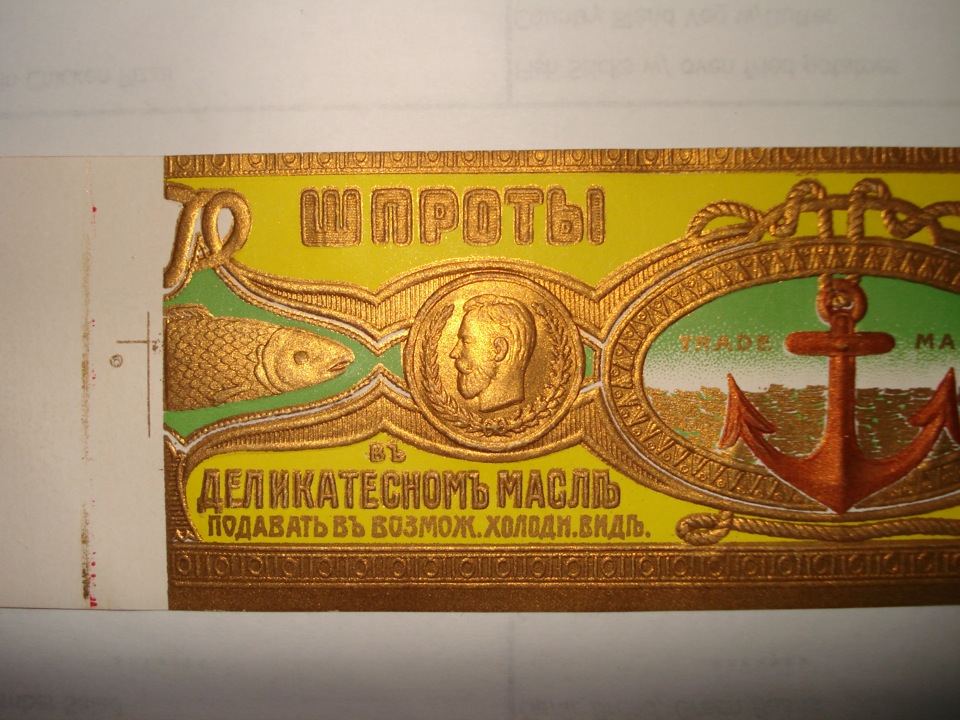 ШПРОТЫ
TRADE MA
ВЪ
ДЕЛИКАТЕСНОМЪ МАСЛѢ
ПОДАВАТЬ ВЪ ВОЗМОЖ. ХОЛОДН. ВИДѢ.